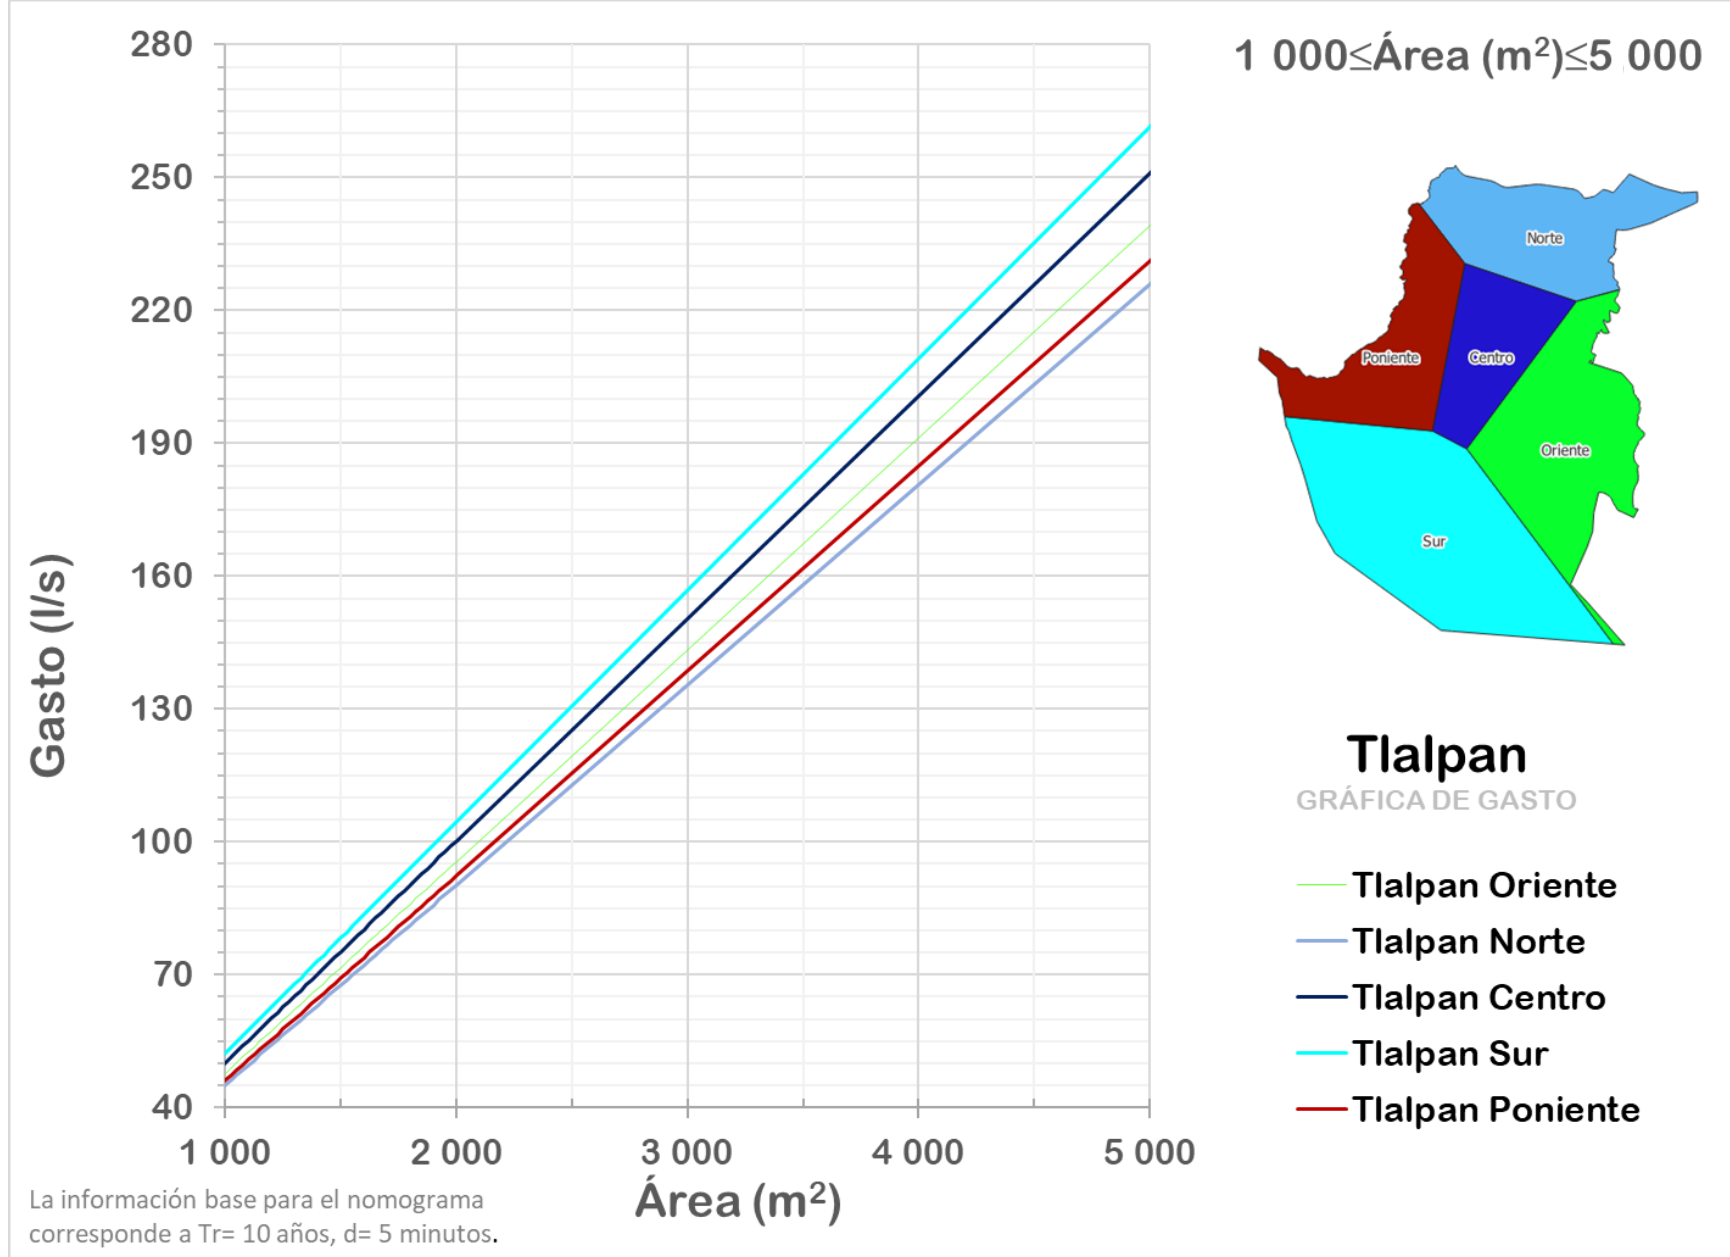 280
250
220
190
160
130
100
70
40
Gasto (l/s)
1 000
2 000
3 000
4 000
5 000
Área (m²)
La información base para el nomograma
corresponde a Tr= 10 años, d= 5 minutos.
1 000≤Área (m²)≤5 000
Norte
Poniente
Centro
Oriente
Sur
Tlalpan
GRÁFICA DE GASTO
Tlalpan Oriente
Tlalpan Norte
Tlalpan Centro
Tlalpan Sur
Tlalpan Poniente